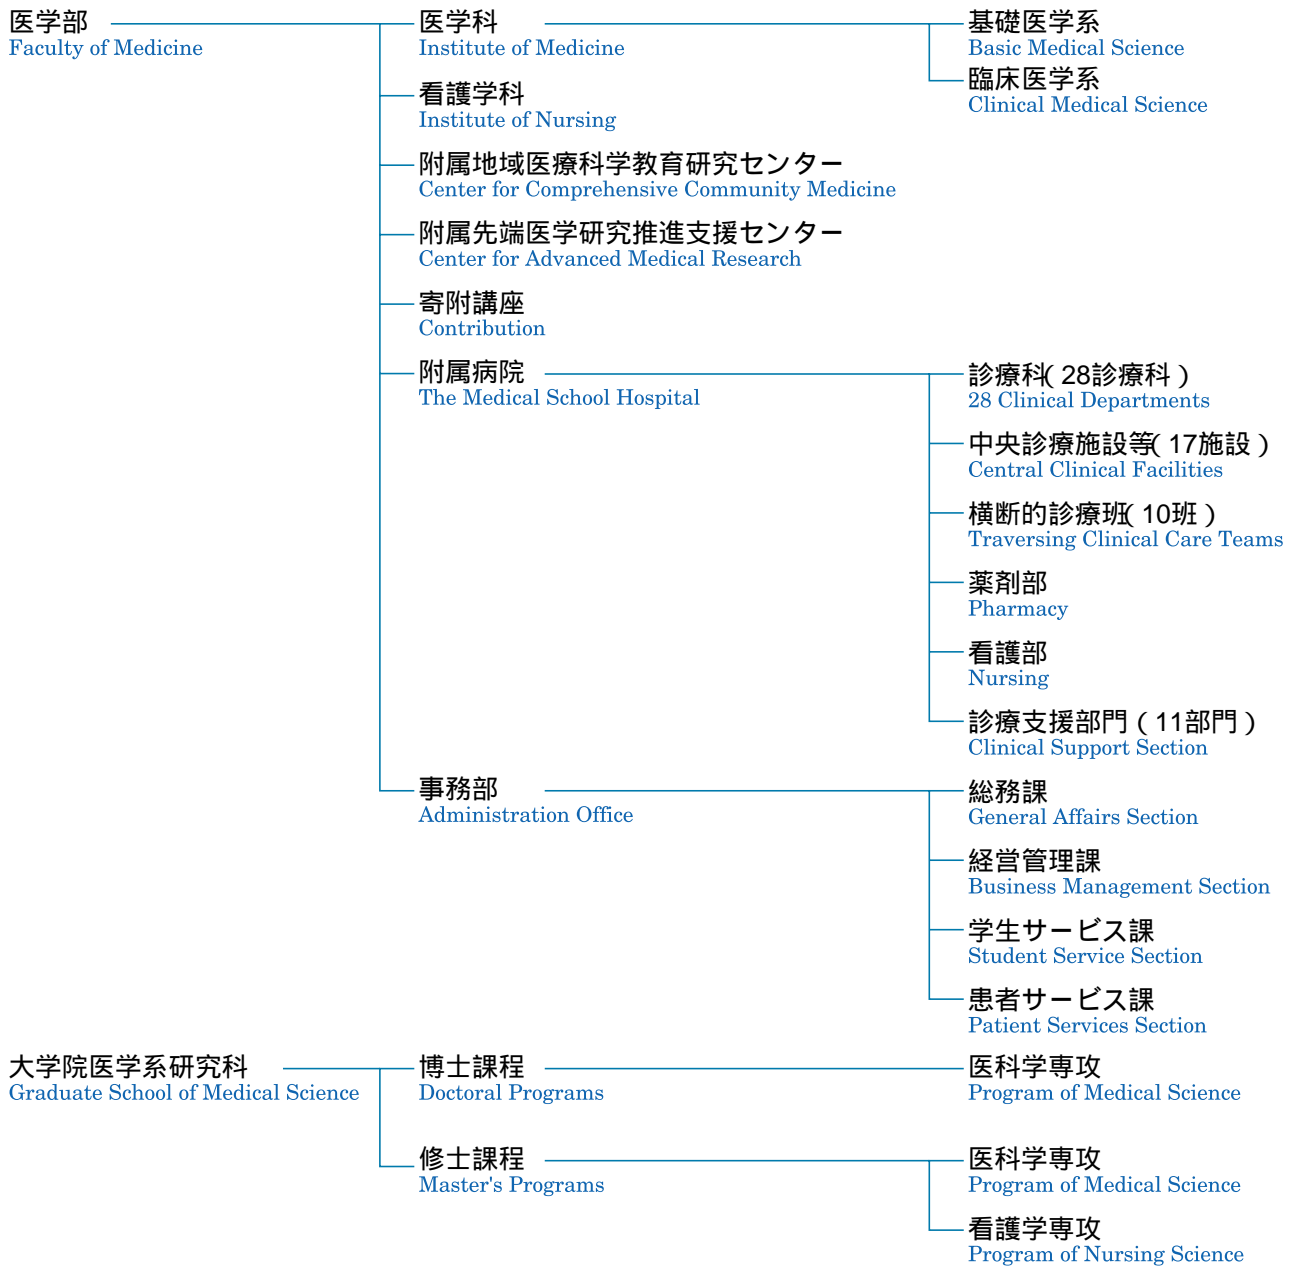 医学部
Faculty of Medicine
医学科
Institute of Medicine
基礎医学系
Basic Medical Science
臨床医学系
Clinical Medical Science
看護学科
Institute of Nursing
附属地域医療科学教育研究センター
Center for Comprehensive Community Medicine
附属先端医学研究推進支援センター
Center for Advanced Medical Research
寄附講座
Contribution
附属病院
The Medical School Hospital
診療科(28診療科)
28 Clinical Departments
中央診療施設等(17施設)
Central Clinical Facilities
横断的診療班(10班)
Traversing Clinical Care Teams
薬剤部
Pharmacy
看護部
Nursing
診療支援部門(11部門)
Clinical Support Section
事務部
Administration Office
総務課
General Affairs Section
経営管理課
Business Management Section
学生サービス課
Student Service Section
患者サービス課
Patient Services Section
大学院医学系研究科
Graduate School of Medical Science
博士課程
Doctoral Programs
医科学専攻
Program of Medical Science
修士課程
Master's Programs
医科学専攻
Program of Medical Science
看護学専攻
Program of Nursing Science